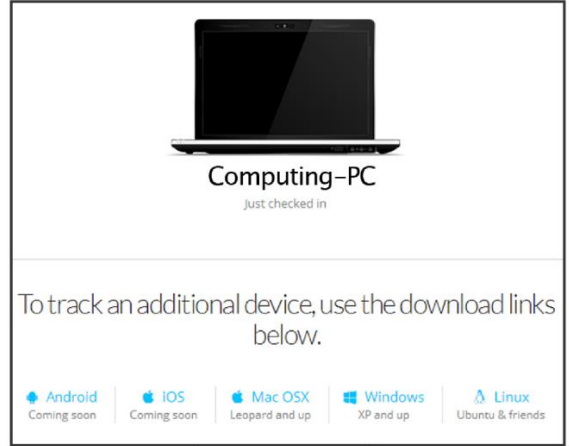 Computing-PC
Just checked in
To track an additional device, use the download links
below.
Android iOS Mac OSX Windows Linux
Coming soon Coming soon Leopard and up XP and up Ubuntu & friends